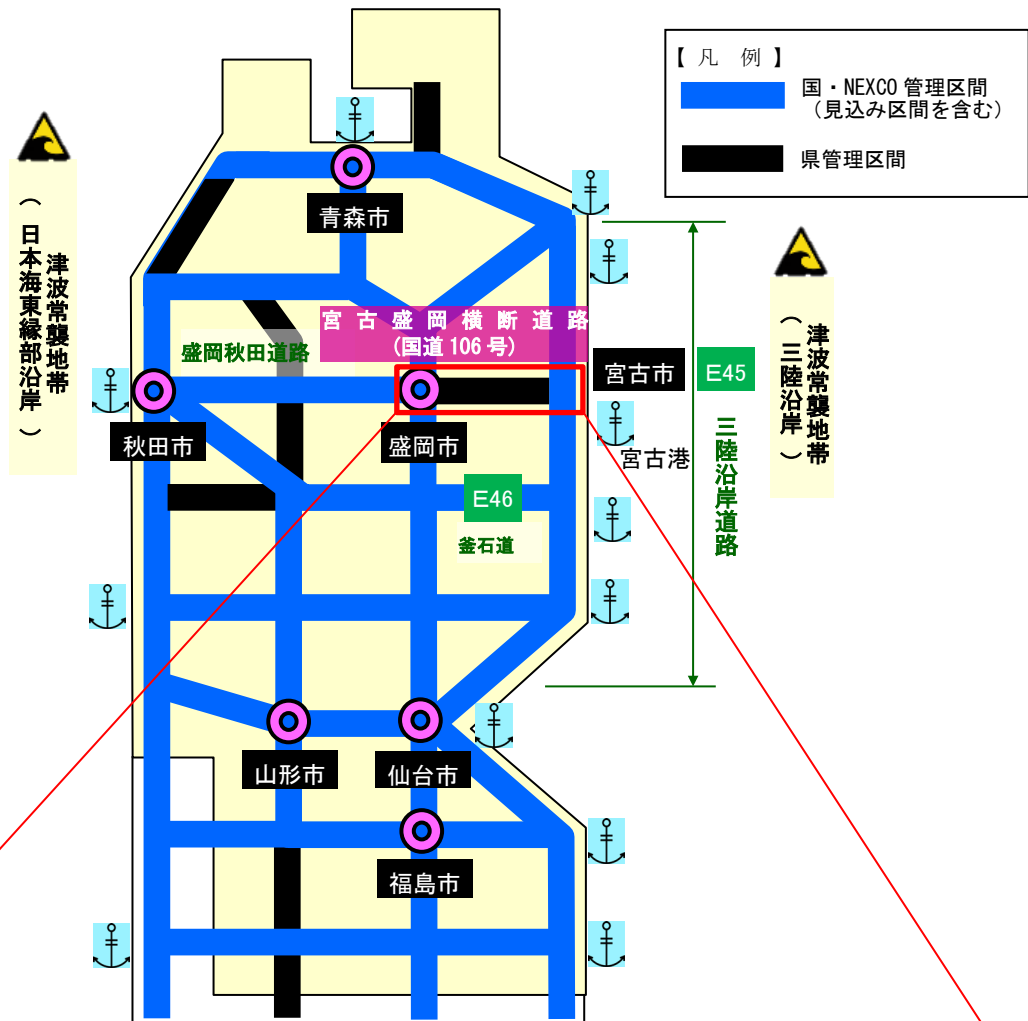 【 凡 例 】
国・NEXCO 管理区間
（見込み区間を含む）
県管理区間
津波常襲地帯
（日本海東縁部沿岸）
青森市
宮古盛岡横断道路
(国道 106 号)
盛岡秋田道路
宮古市
E45
津波常襲地帯
（三陸沿岸）
秋田市
盛岡市
宮古港
三陸沿岸道路
E46
釜石道
山形市
仙台市
福島市